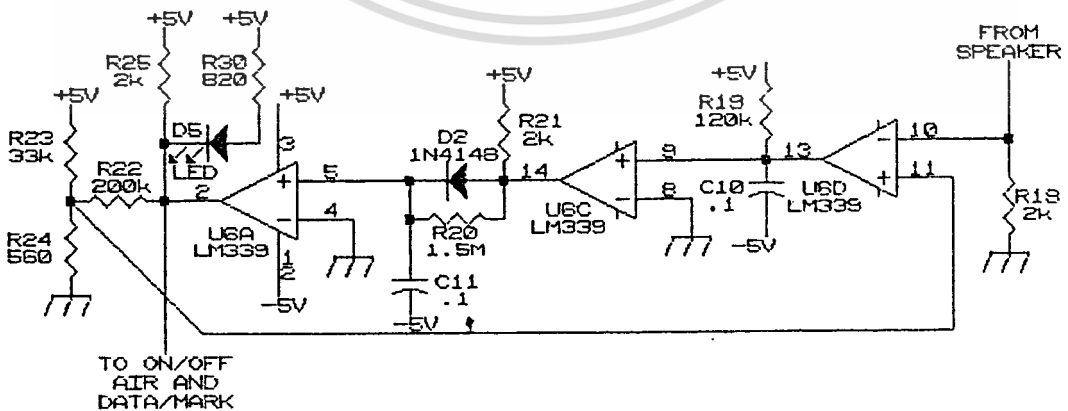 +5V
+5V
R25
2k
R30
820
+5V
R23
33k
D5
LED
+5V
3
R22
200k
2
R24
560
U6A
LM339
1
2
-5V
5
4
D2
1N4148
+5V
R21
2k
14
R20
1.5M
C11
.1
-5V
U6C
LM339
9
8
+5V
R19
120k
13
C10
.1
-5V
U6D
LM339
FROM
SPEAKER
10
11
R18
2k
TO ON/OFF
AIR AND
DATA/MARK